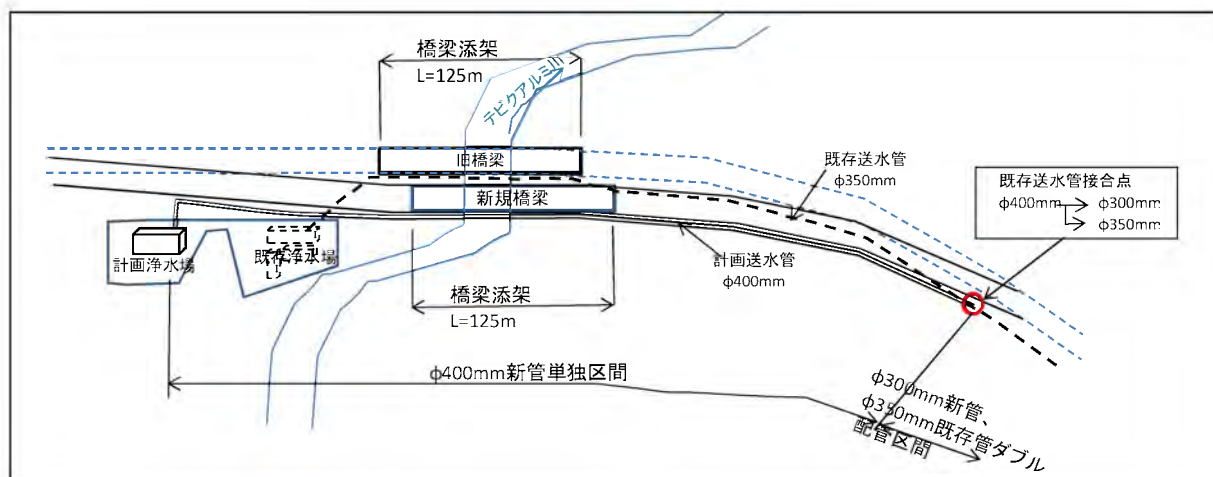 橋梁添架
L=125m
テビクアルミ川
旧橋梁
既存送水管
φ350mm
既存送水管接合点
φ400mm φ300mm
φ350mm
新規橋梁
計画浄水場
既存浄水場
計画送水管
φ400mm
橋梁添架
L=125m
φ400mm新管単独区間
φ300mm新管、
φ350mm既存管ダブル
配管区間